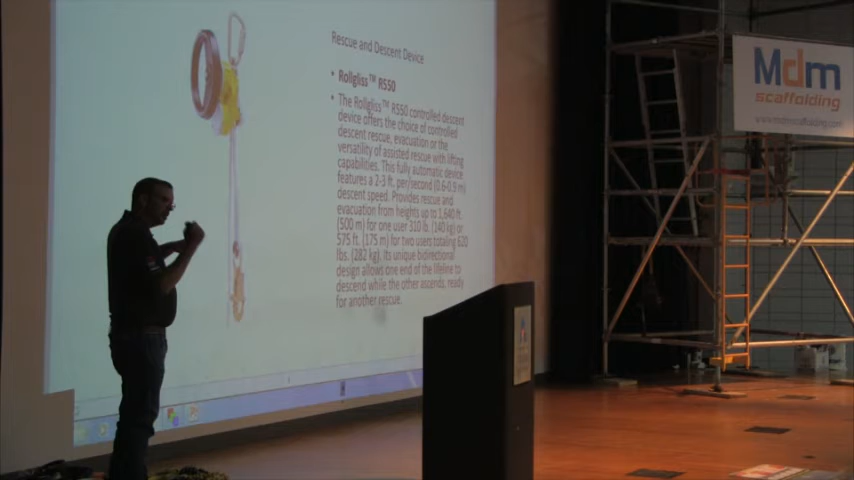 Rescue and Descent Device
• Rollgliss™ R550
• The Rollgliss™ R550 controlled descent
device offers the choice of controlled
descent rescue, evacuation or the
versatility of assisted rescue with lifting
capabilities. This fully automatic device
features a 2-3 ft. per/second (0.6-0.9 m)
descent speed. Provides rescue and
evacuation from heights up to 1,640 ft.
(500 m) for one user 310 lb. (140 kg) or
575 ft. (175 m) for two users totaling 620
lbs. (282 kg). Its unique bidirectional
design allows one end of the lifeline to
descend while the other ascends, ready
for another rescue.
Mdm
scaffolding
www.mdmscaffolding.com